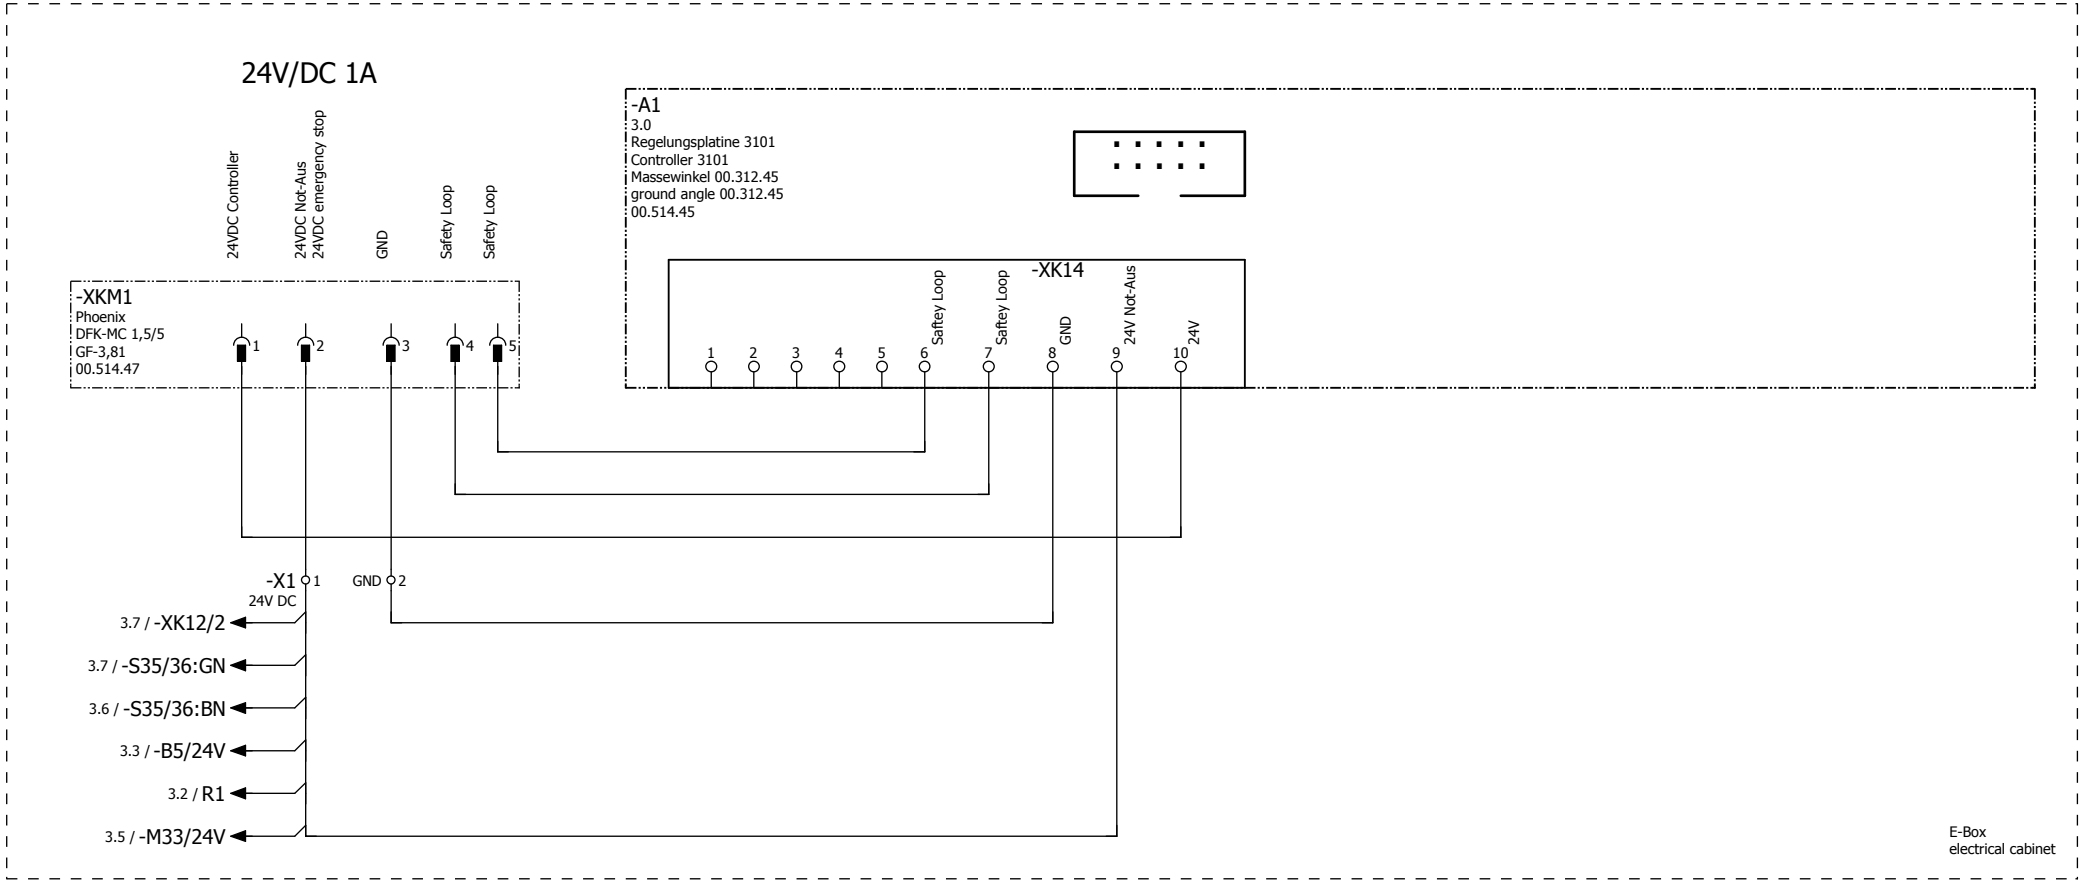 24V/DC 1A
24VDC Controller
24VDC Not-Aus
24VDC emergency stop
GND
Safety Loop
Safety Loop
-XKM1
Phoenix
DFK-MC 1,5/5
GF-3,81
00.514.47
1
2
3
4
5
-A1
3.0
Regelungsplatine 3101
Controller 3101
Massewinkel 00.312.45
ground angle 00.312.45
00.514.45
-XK14
Saftey Loop
Saftey Loop
GND
24V Not-Aus
24V
1
2
3
4
5
6
7
8
9
10
-X1
1
24V DC
GND
2
3.7 / -XK12/2
3.7 / -S35/36:GN
3.6 / -S35/36:BN
3.3 / -B5/24V
3.2 / R1
3.5 / -M33/24V
E-Box
electrical cabinet